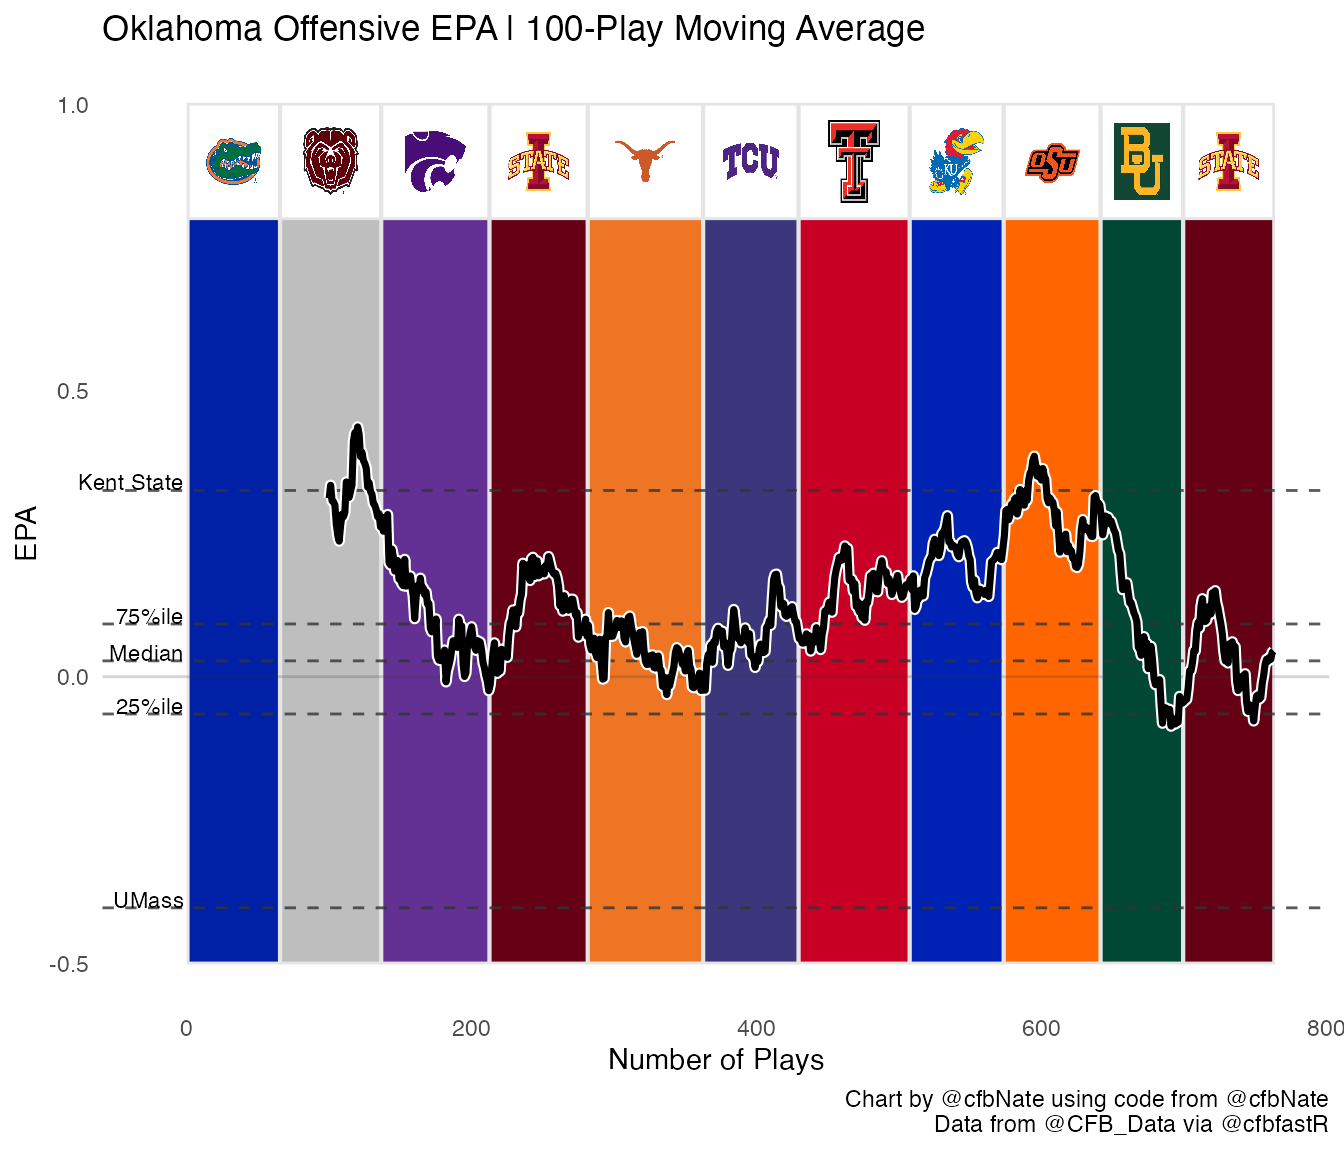 Oklahoma Offensive EPA | 100-Play Moving Average
1.0
STATE
TCU
T
KU
OSU
BU
STATE
0.5
Kent State
EPA
75%ile
Median
0.0
25%ile
UMass
-0.5
0 200 400 600 800
Number of Plays
Chart by @cfbNate using code from @cfbNate
Data from @CFB_Data via @cfbfastR